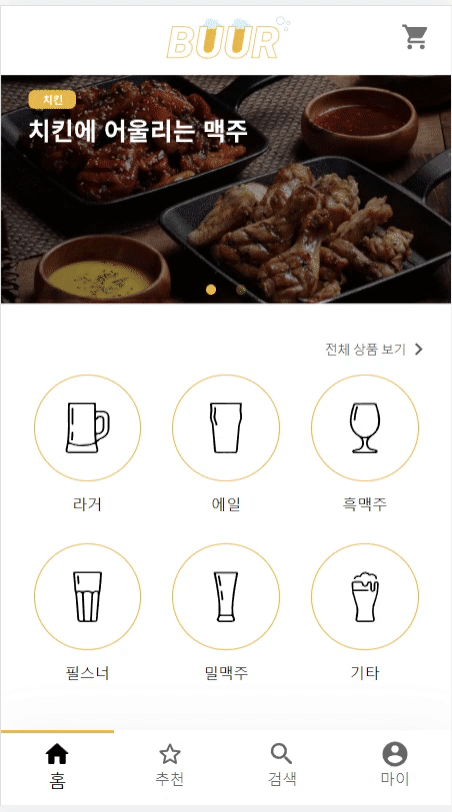 BUUR
치킨
치킨에 어울리는 맥주
전체 상품 보기
라거 에일 흑맥주
필스너 밀맥주 기타
홈 추천 검색 마이